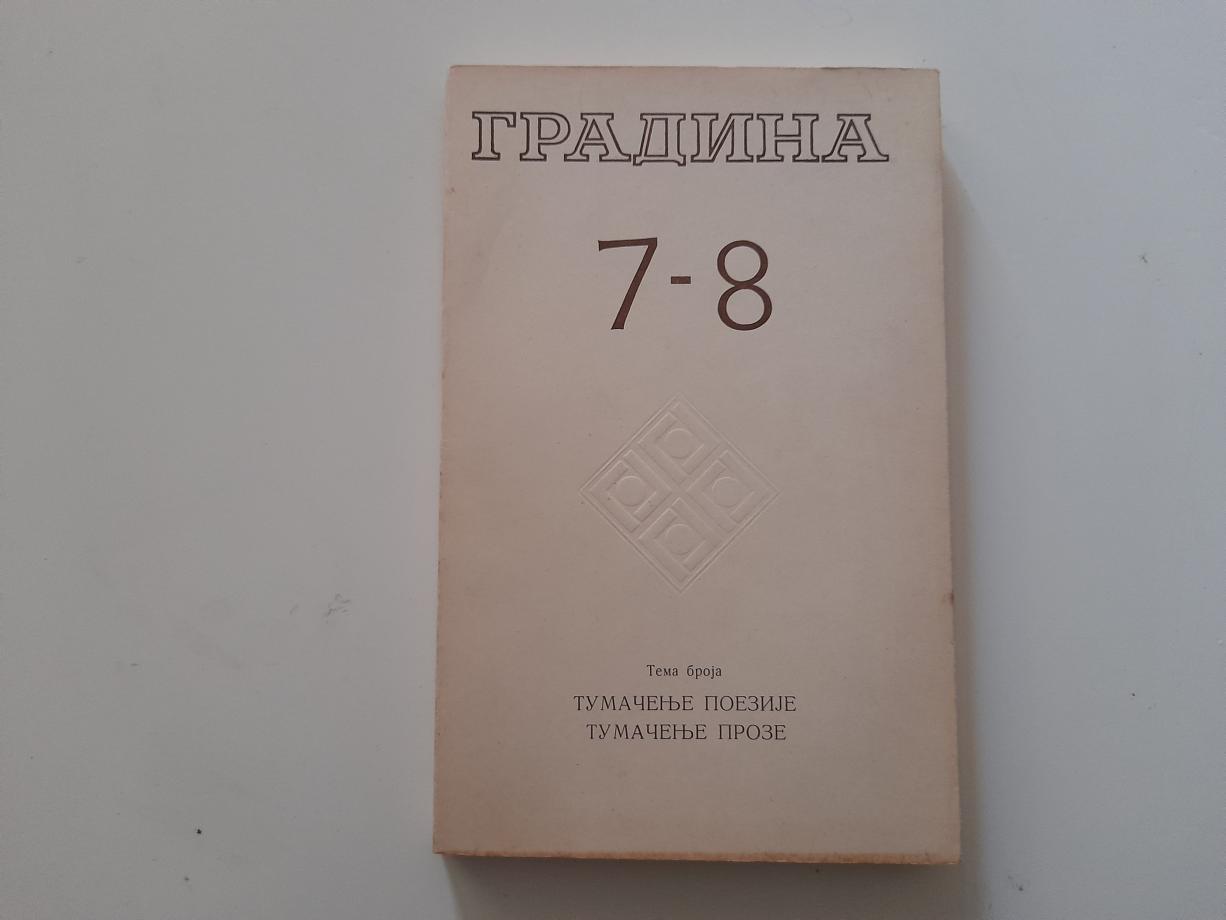 ГРАДИНА
7-8
Тема броја
ТУМАЧЕЊЕ ПОЕЗИЈЕ
ТУМАЧЕЊЕ ПРОЗЕ